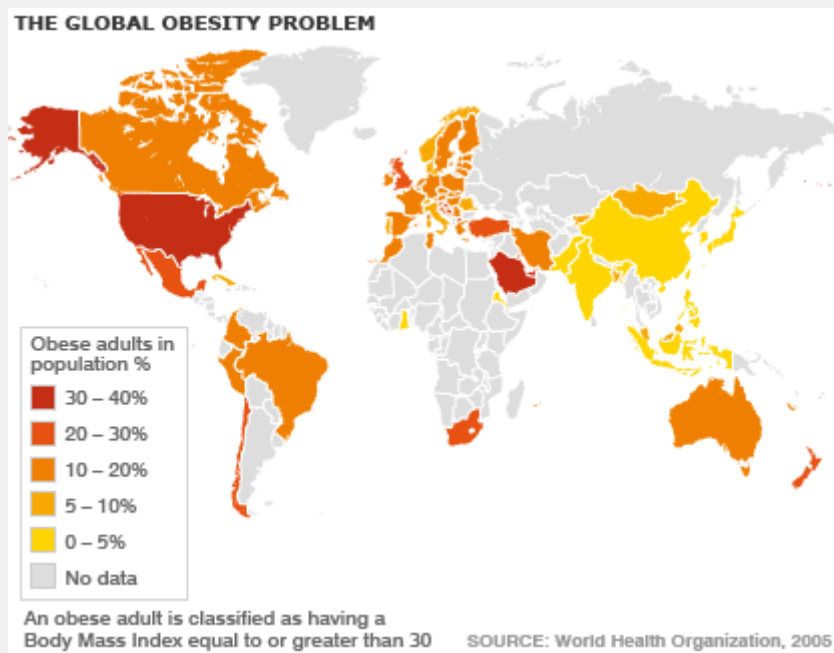 THE GLOBAL OBESITY PROBLEM
Obese adults in
population %
30 – 40%
20 – 30%
10 – 20%
5 – 10%
0 – 5%
No data
An obese adult is classified as having a
Body Mass Index equal to or greater than 30
SOURCE: World Health Organization, 2005